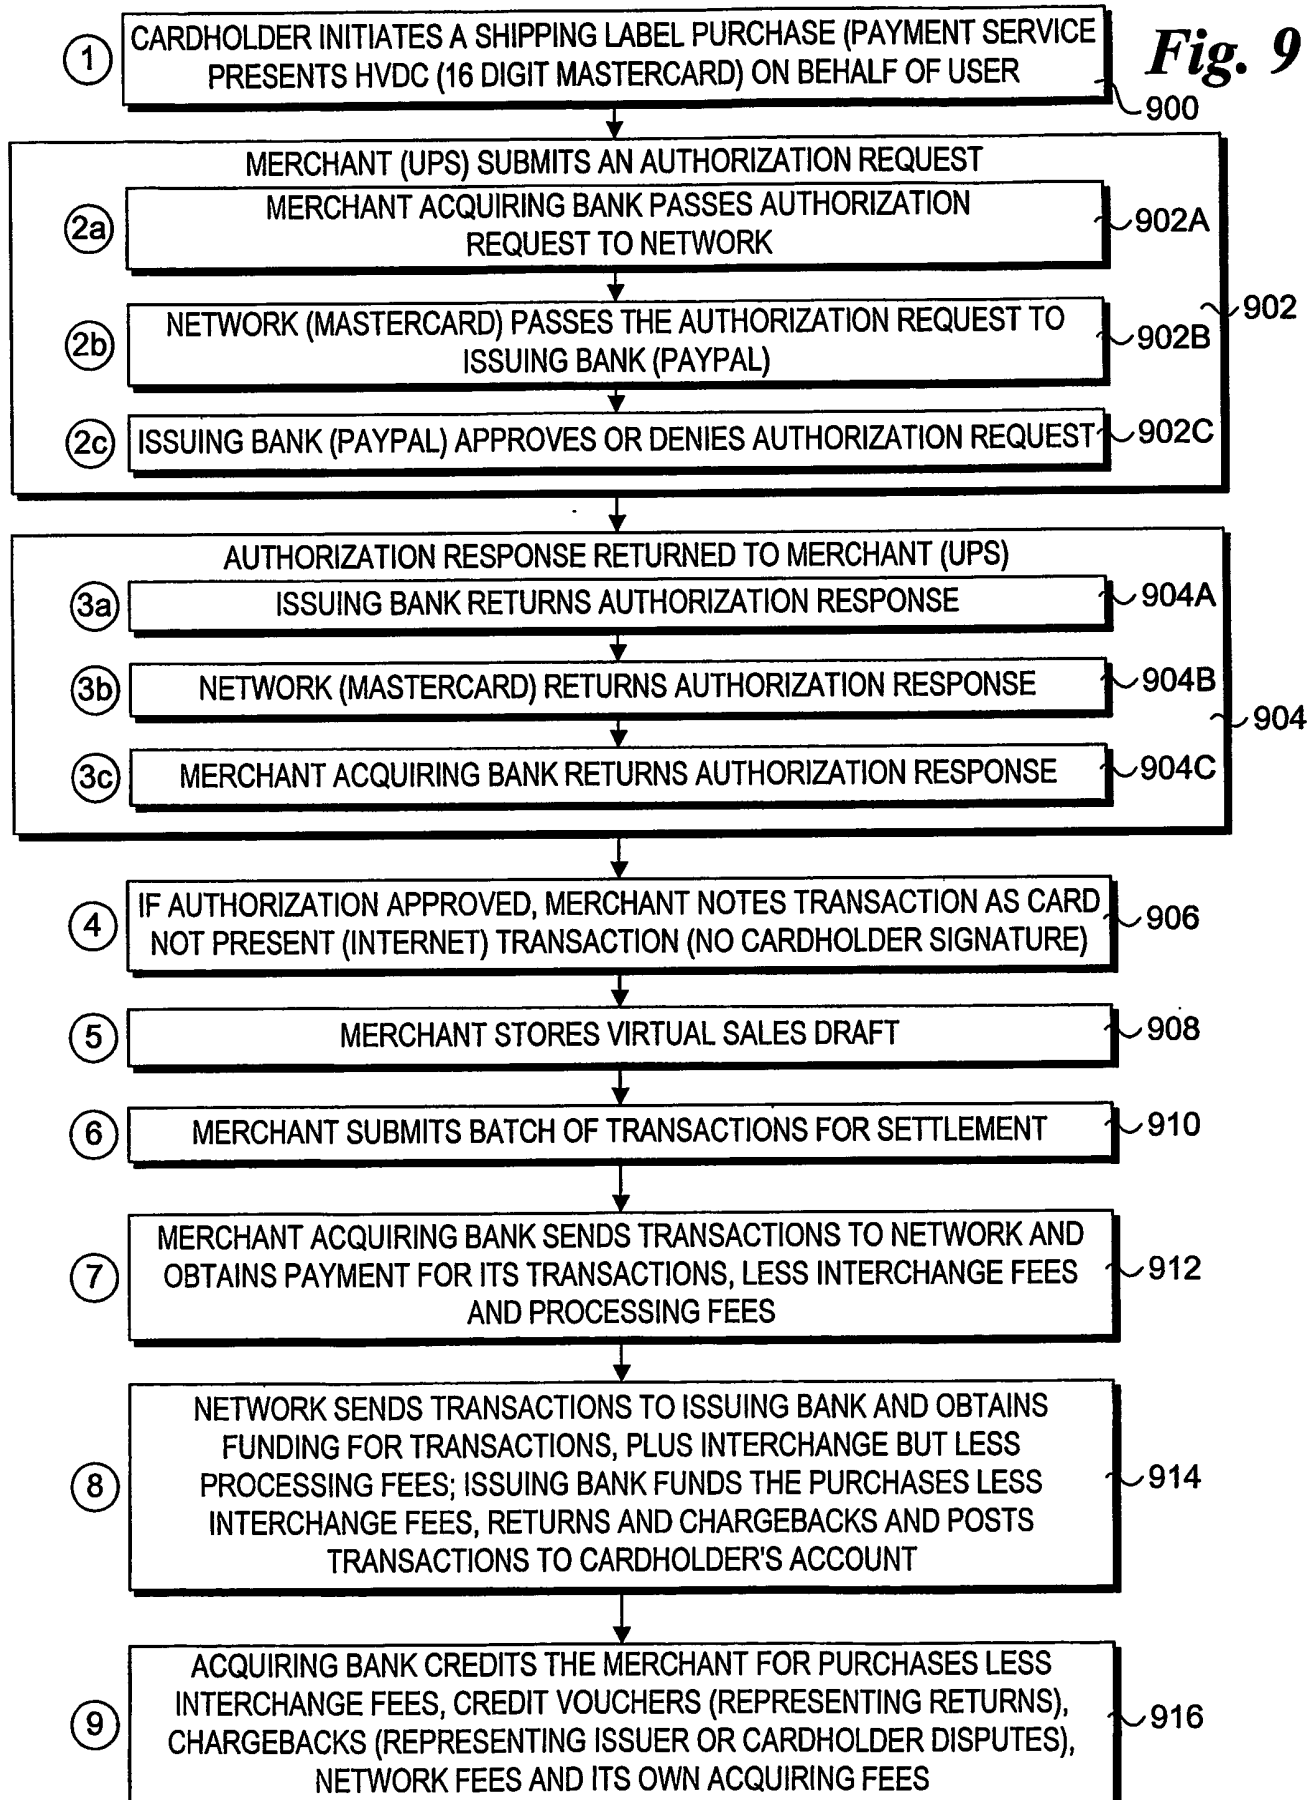 Fig. 9
1
CARDHOLDER INITIATES A SHIPPING LABEL PURCHASE (PAYMENT SERVICE
PRESENTS HVDC (16 DIGIT MASTERCARD) ON BEHALF OF USER
900
MERCHANT (UPS) SUBMITS AN AUTHORIZATION REQUEST
2a
MERCHANT ACQUIRING BANK PASSES AUTHORIZATION
REQUEST TO NETWORK
902A
902
2b
NETWORK (MASTERCARD) PASSES THE AUTHORIZATION REQUEST TO
ISSUING BANK (PAYPAL)
902B
2c
ISSUING BANK (PAYPAL) APPROVES OR DENIES AUTHORIZATION REQUEST
902C
AUTHORIZATION RESPONSE RETURNED TO MERCHANT (UPS)
3a
ISSUING BANK RETURNS AUTHORIZATION RESPONSE
904A
3b
NETWORK (MASTERCARD) RETURNS AUTHORIZATION RESPONSE
904B
904
3c
MERCHANT ACQUIRING BANK RETURNS AUTHORIZATION RESPONSE
904C
4
IF AUTHORIZATION APPROVED, MERCHANT NOTES TRANSACTION AS CARD
NOT PRESENT (INTERNET) TRANSACTION (NO CARDHOLDER SIGNATURE)
906
5
MERCHANT STORES VIRTUAL SALES DRAFT
908
6
MERCHANT SUBMITS BATCH OF TRANSACTIONS FOR SETTLEMENT
910
7
MERCHANT ACQUIRING BANK SENDS TRANSACTIONS TO NETWORK AND
OBTAINS PAYMENT FOR ITS TRANSACTIONS, LESS INTERCHANGE FEES
AND PROCESSING FEES
912
8
NETWORK SENDS TRANSACTIONS TO ISSUING BANK AND OBTAINS
FUNDING FOR TRANSACTIONS, PLUS INTERCHANGE BUT LESS
PROCESSING FEES; ISSUING BANK FUNDS THE PURCHASES LESS
INTERCHANGE FEES, RETURNS AND CHARGEBACKS AND POSTS
TRANSACTIONS TO CARDHOLDER'S ACCOUNT
914
9
ACQUIRING BANK CREDITS THE MERCHANT FOR PURCHASES LESS
INTERCHANGE FEES, CREDIT VOUCHERS (REPRESENTING RETURNS),
CHARGEBACKS (REPRESENTING ISSUER OR CARDHOLDER DISPUTES),
NETWORK FEES AND ITS OWN ACQUIRING FEES
916